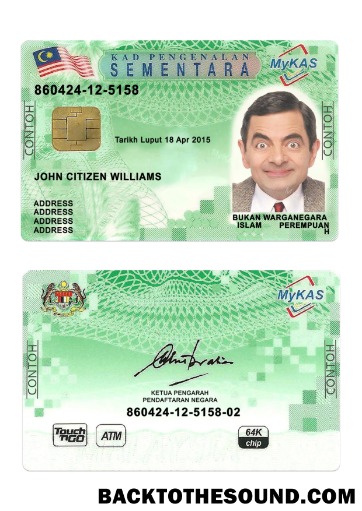 KAD PENGENALAN
SEMENTARA
MyKAS
860424-12-5158
CONTOH
CONTOH
Tarikh Luput 18 Apr 2015
JOHN CITIZEN WILLIAMS
ADDRESS
ADDRESS
ADDRESS
ADDRESS
BUKAN WARGANEGARA
ISLAM PEREMPUAN
H
MyKAS
CONTOH
CONTOH
KETUA PENGARAH
PENDAFTARAN NEGARA
860424-12-5158-02
Touch
nGO
ATM
64K
chip
BACKTOTHESOUND.COM